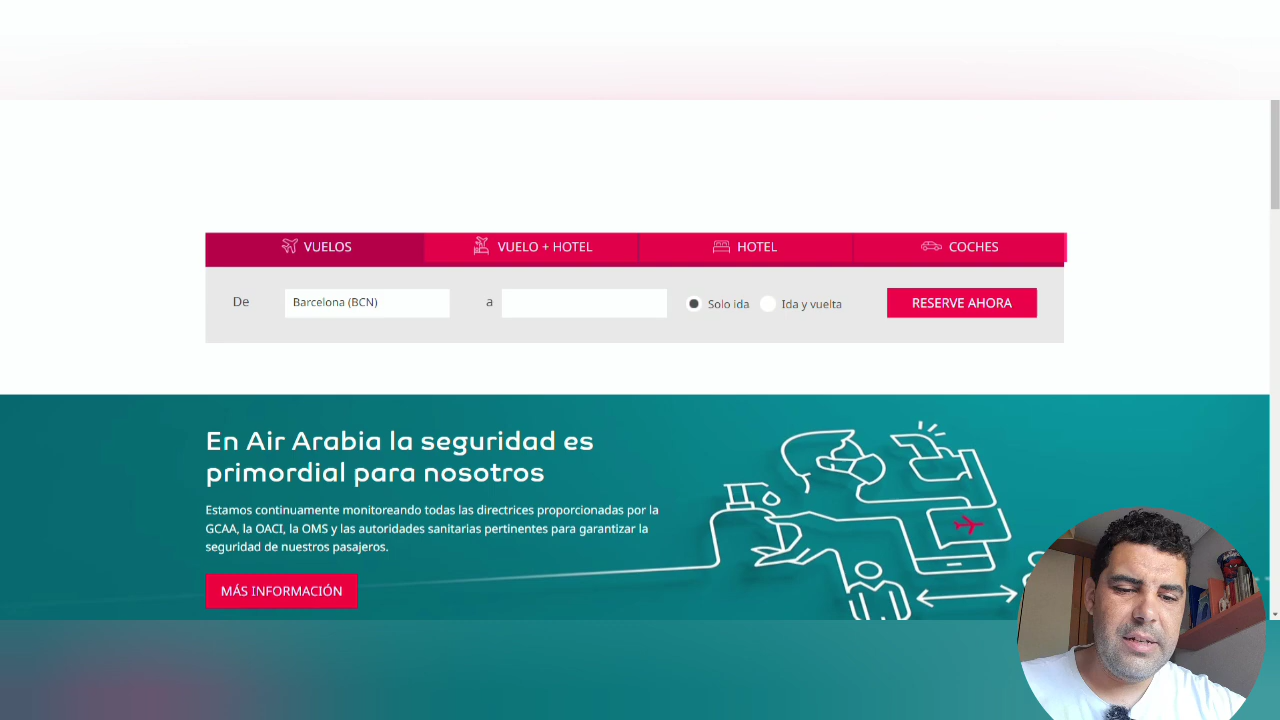 VUELOS
VUELO + HOTEL
HOTEL
COCHES
De
Barcelona (BCN)
a
Solo ida
Ida y vuelta
RESERVE AHORA
En Air Arabia la seguridad es
primordial para nosotros
Estamos continuamente monitoreando todas las directrices proporcionadas por la
GCAA, la OACI, la OMS y las autoridades sanitarias pertinentes para garantizar la
seguridad de nuestros pasajeros.
MÁS INFORMACIÓN